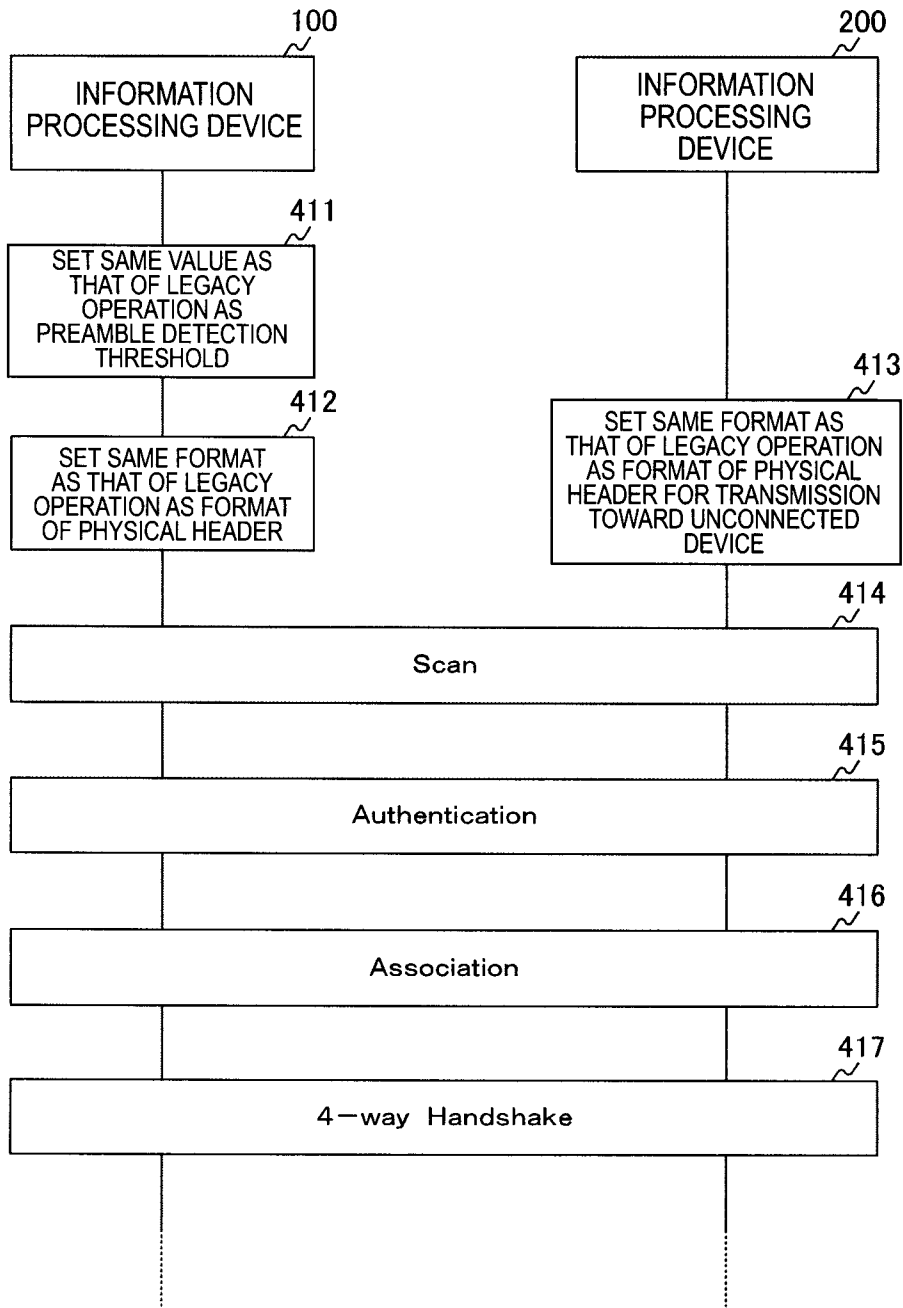 100
INFORMATION
PROCESSING DEVICE
200
INFORMATION
PROCESSING
DEVICE
411
SET SAME VALUE AS
THAT OF LEGACY
OPERATION AS
PREAMBLE DETECTION
THRESHOLD
412
SET SAME FORMAT
AS THAT OF LEGACY
OPERATION AS FORMAT
OF PHYSICAL HEADER
413
SET SAME FORMAT AS
THAT OF LEGACY OPERATION
AS FORMAT OF PHYSICAL
HEADER FOR TRANSMISSION
TOWARD UNCONNECTED
DEVICE
414
Scan
415
Authentication
416
Association
417
4-way Handshake